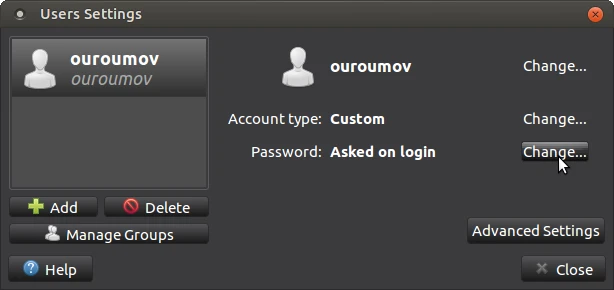 Users Settings
ouroumov
ouroumov
ouroumov Change...
Account type: Custom Change...
Password: Asked on login Change...
Add Delete
Manage Groups
Advanced Settings
Help Close